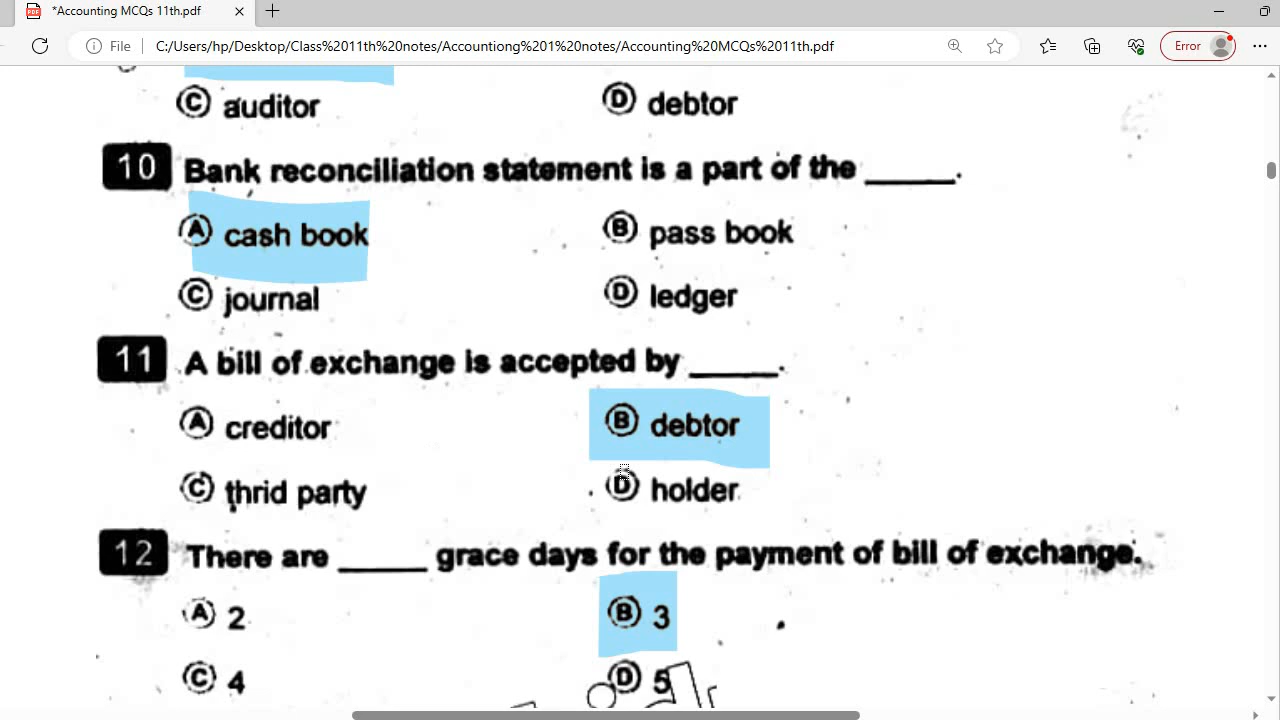 *Accounting MCQs 11th.pdf
File C:/Users/hp/Desktop/Class%2011th%20notes/Accountiong%201%20notes/Accounting%20MCQs%2011th.pdf Error
C auditor D debtor
10 Bank reconciliation statement is a part of the _____.
A cash book B pass book
C journal D ledger
11 A bill of exchange is accepted by _____.
A creditor B debtor
C thrid party D holder
12 There are _____ grace days for the payment of bill of exchange.
A 2 B 3
C 4 D 5